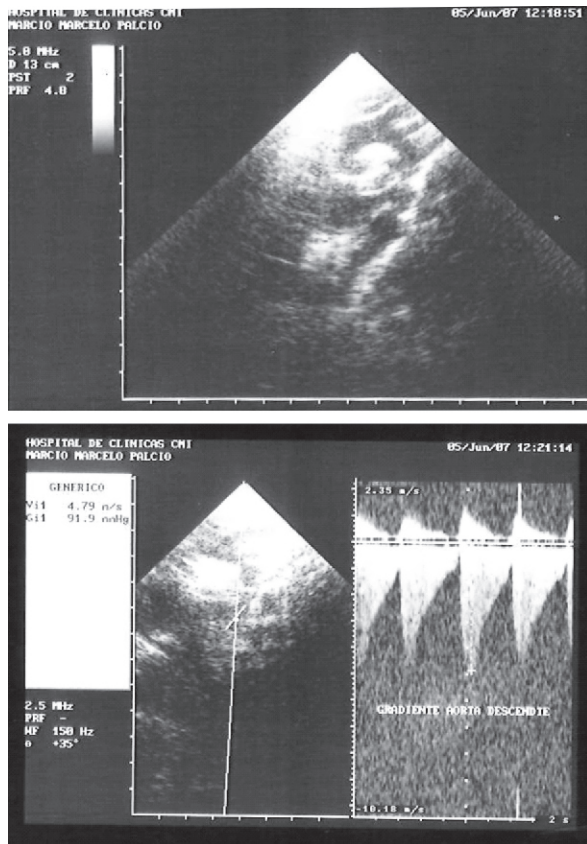 HOSPITAL DE CLINICAS CMI 05/Jun/07 12:18:51
MARCIO MARCELO PALCIO
5.0 MHz
D 13 cm
PST 2
PRF 4.0
HOSPITAL DE CLINICAS CMI 05/Jun/07 12:21:14
MARCIO MARCELO PALCIO
GENERICO
Vi1 4.79 m/s
Gi1 91.9 mmHg
2.35 m/s
2.5 MHz
PRF -
WF 150 Hz
+35°
GRADIENTE AORTA DESCENDTE
-10.18 m/s
2 s